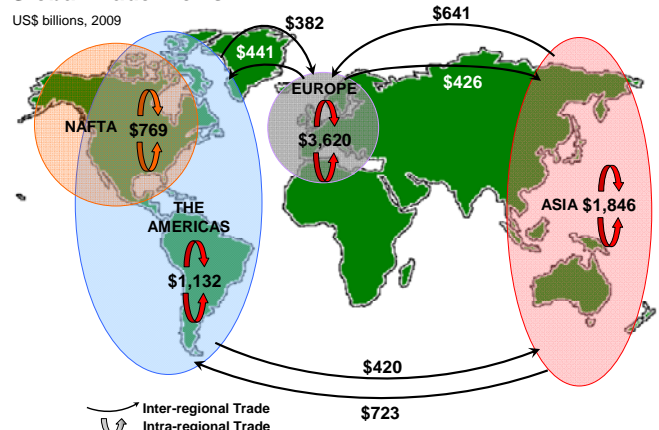 US$ billions, 2009
$382
$641
$441
$426
EUROPE
NAFTA
$769
$3,620
THE
AMERICAS
ASIA $1,846
$1,132
$420
$723
Inter-regional Trade
Intra-regional Trade